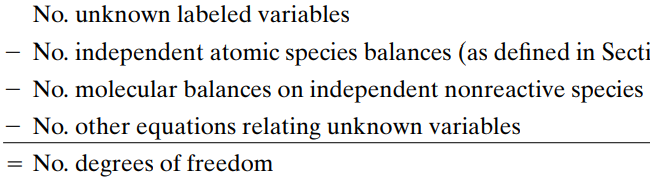 No. unknown labeled variables
− No. independent atomic species balances (as defined in Secti
− No. molecular balances on independent nonreactive species
− No. other equations relating unknown variables
= No. degrees of freedom